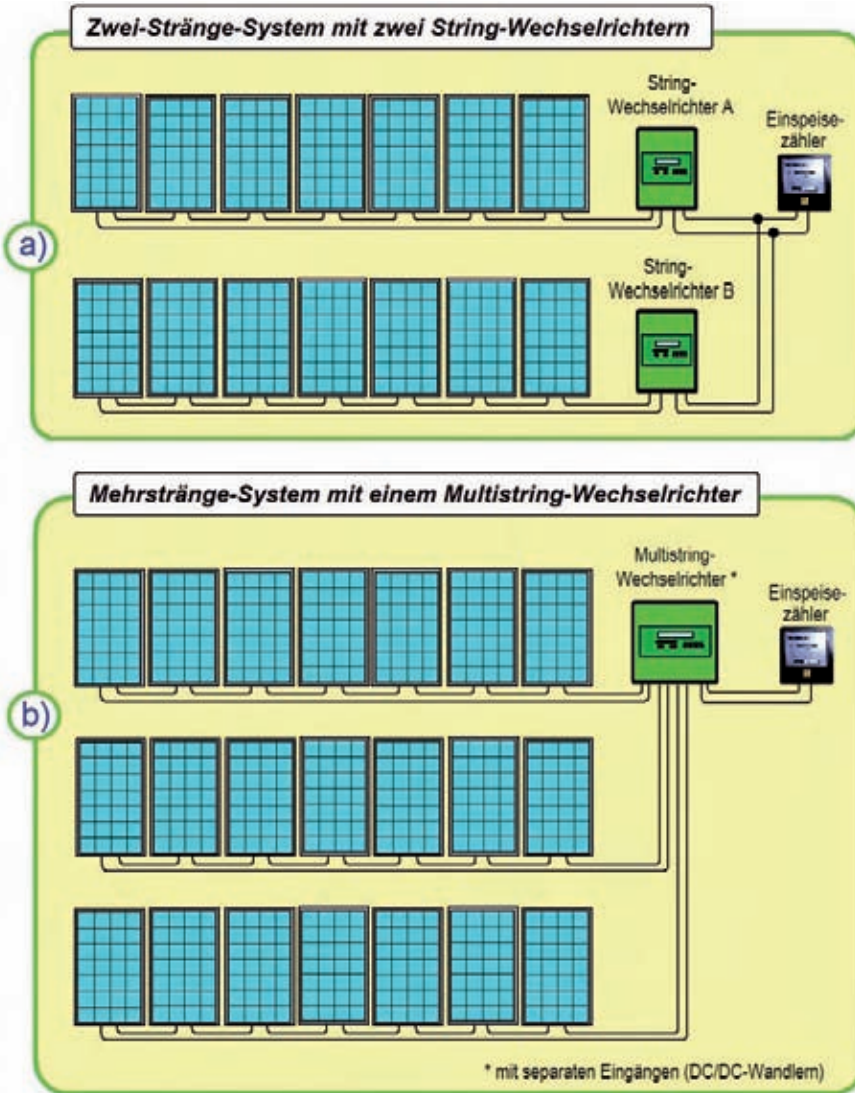 Zwei-Stränge-System mit zwei String-Wechselrichtern
String-
Wechselrichter A
Einspeise-
zähler
a)
String-
Wechselrichter B
Mehrstränge-System mit einem Multistring-Wechselrichter
Multistring-
Wechselrichter *
Einspeise-
zähler
b)
* mit separaten Eingängen (DC/DC-Wandlern)